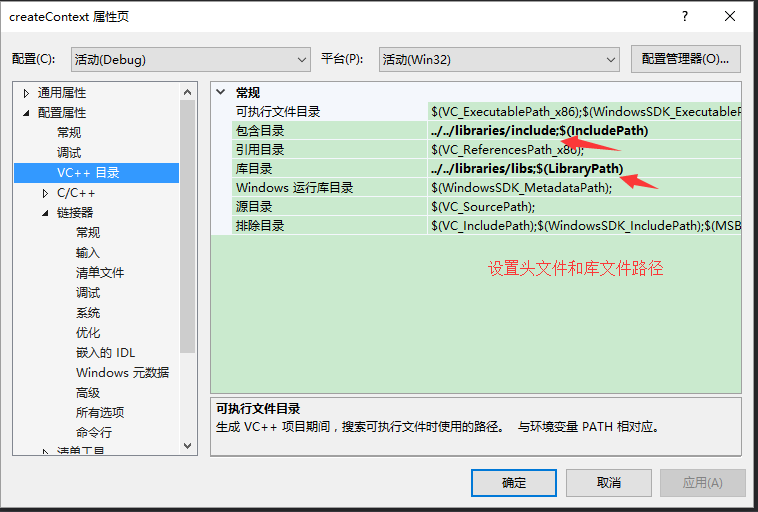 createContext 属性页
配置(C): 活动(Debug) 平台(P): 活动(Win32) 配置管理器(O)...
通用属性
配置属性
常规
调试
VC++ 目录
C/C++
链接器
常规
输入
清单文件
调试
系统
优化
嵌入的 IDL
Windows 元数据
高级
所有选项
命令行
清单工具
常规
可执行文件目录 $(VC_ExecutablePath_x86);$(WindowsSDK_ExecutableP
包含目录 ../../libraries/include;$(IncludePath)
引用目录 $(VC_ReferencesPath_x86);
库目录 ../../libraries/libs;$(LibraryPath)
Windows 运行库目录 $(WindowsSDK_MetadataPath);
源目录 $(VC_SourcePath);
排除目录 $(VC_IncludePath);$(WindowsSDK_IncludePath);$(MSB
设置头文件和库文件路径
可执行文件目录
生成 VC++ 项目期间，搜索可执行文件时使用的路径。 与环境变量 PATH 相对应。
确定 取消 应用(A)